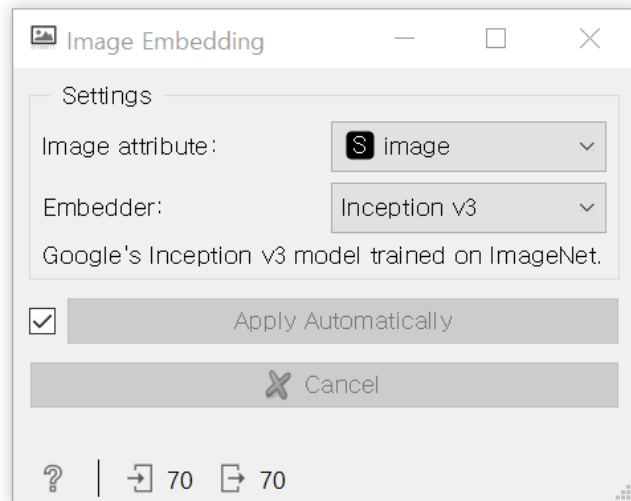 Image Embedding
Settings
Image attribute: S image
Embedder: Inception v3
Google's Inception v3 model trained on ImageNet.
Apply Automatically
Cancel
? 70 70